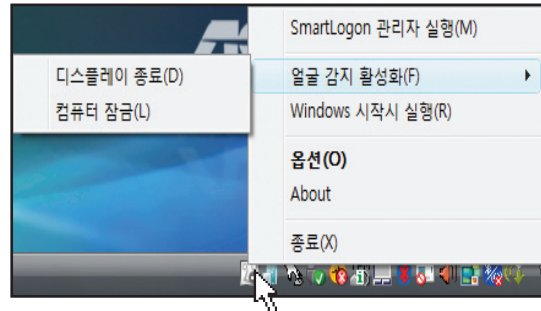 SmartLogon 관리자 실행(M)
디스플레이 종료(D)
얼굴 감지 활성화(F)
컴퓨터 잠금(L)
Windows 시작시 실행(R)
옵션(O)
About
종료(X)